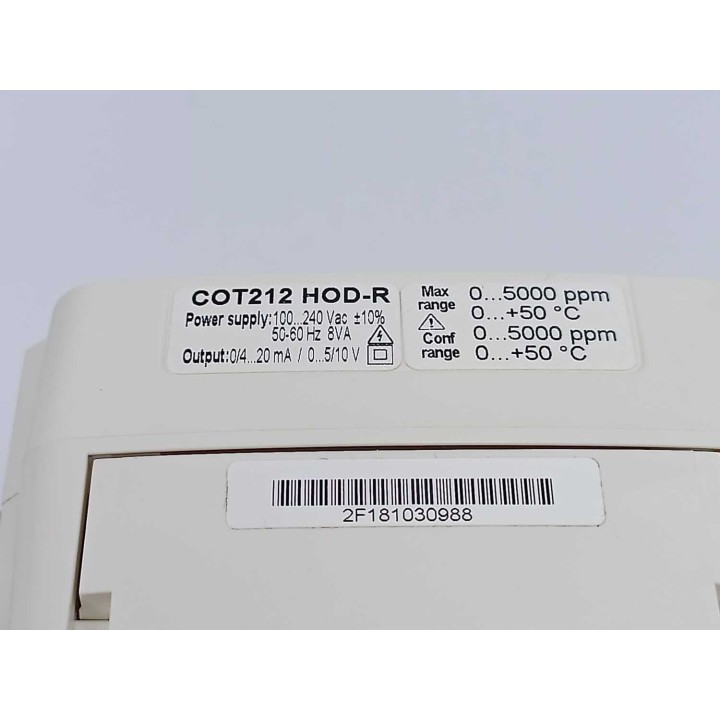 COT212 HOD-R
Power supply:100...240 Vac ±10%
50-60 Hz 8VA
Output:0/4...20 mA / 0...5/10 V
Max range 0...5000 ppm
0...+50 °C
Conf range 0...5000 ppm
0...+50 °C
2F181030988